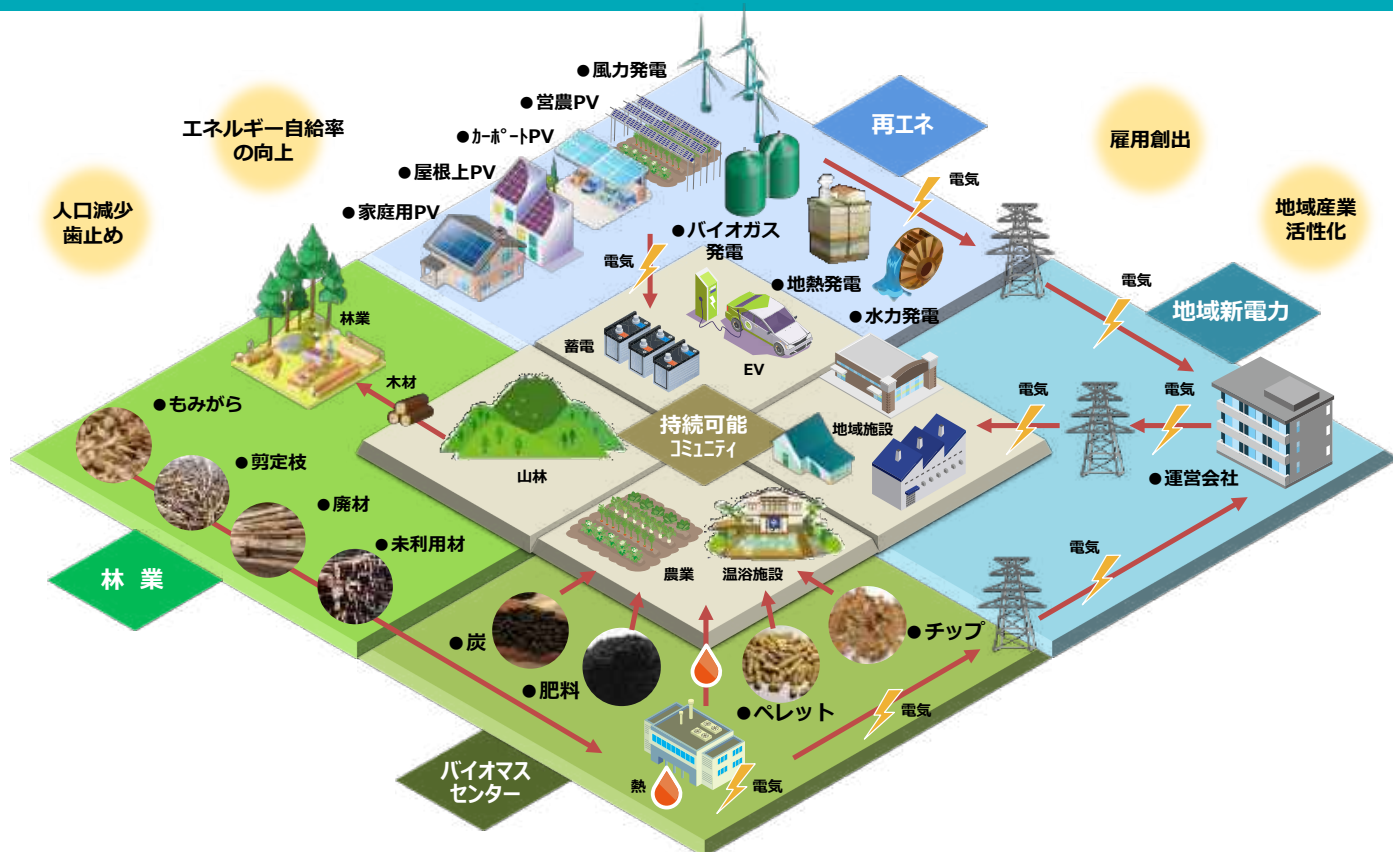 ●風力発電
●営農PV
●ｶｰﾎﾟｰﾄPV
●屋根上PV
●家庭用PV
エネルギー自給率
の向上
人口減少
歯止め
再エネ
雇用創出
地域産業
活性化
電気
●バイオガス
発電
電気
●地熱発電
●水力発電
電気
地域新電力
林業
蓄電
EV
木材
●もみがら
持続可能
コミュニティ
地域施設
電気
電気
●剪定枝
山林
●運営会社
●廃材
●未利用材
林 業
農業
温浴施設
電気
●炭
●チップ
●肥料
●ペレット
電気
バイオマス
センター
熱
電気